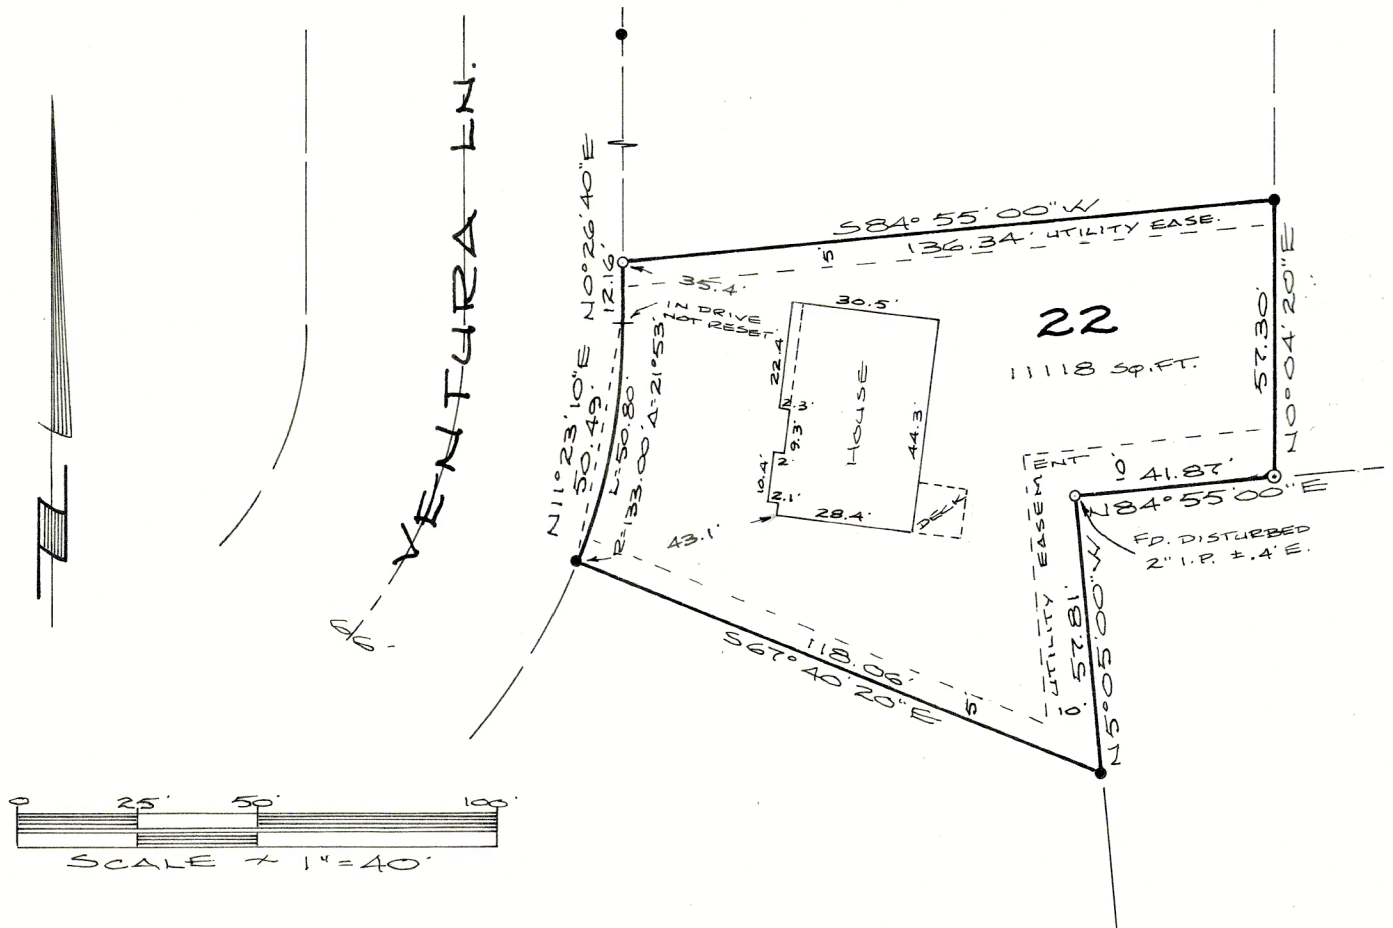 VENTURA LN.
N
N0°26'40"E
12.16'
S84°55'00"W
136.34'
UTILITY EASE.
5'
35.4'
IN DRIVE
NOT RESET
30.5'
22
11118 SQ.FT.
57.30'
N0°04'20"E
22.4'
2.3'
9.3'
2'
10.4'
2.1'
HOUSE
44.3'
28.4'
DECK
43.1'
N11°23'10"E
50.49'
L=50.80'
R=133.00' Δ=21°53'
UTILITY EASEMENT
10'
41.87'
N84°55'00"E
FD. DISTURBED
2" I.P. ±.4'E.
57.81'
N5°05'00"W
10'
118.06'
S67°40'20"E
5'
0 25' 50' 100'
SCALE ~ 1"=40'